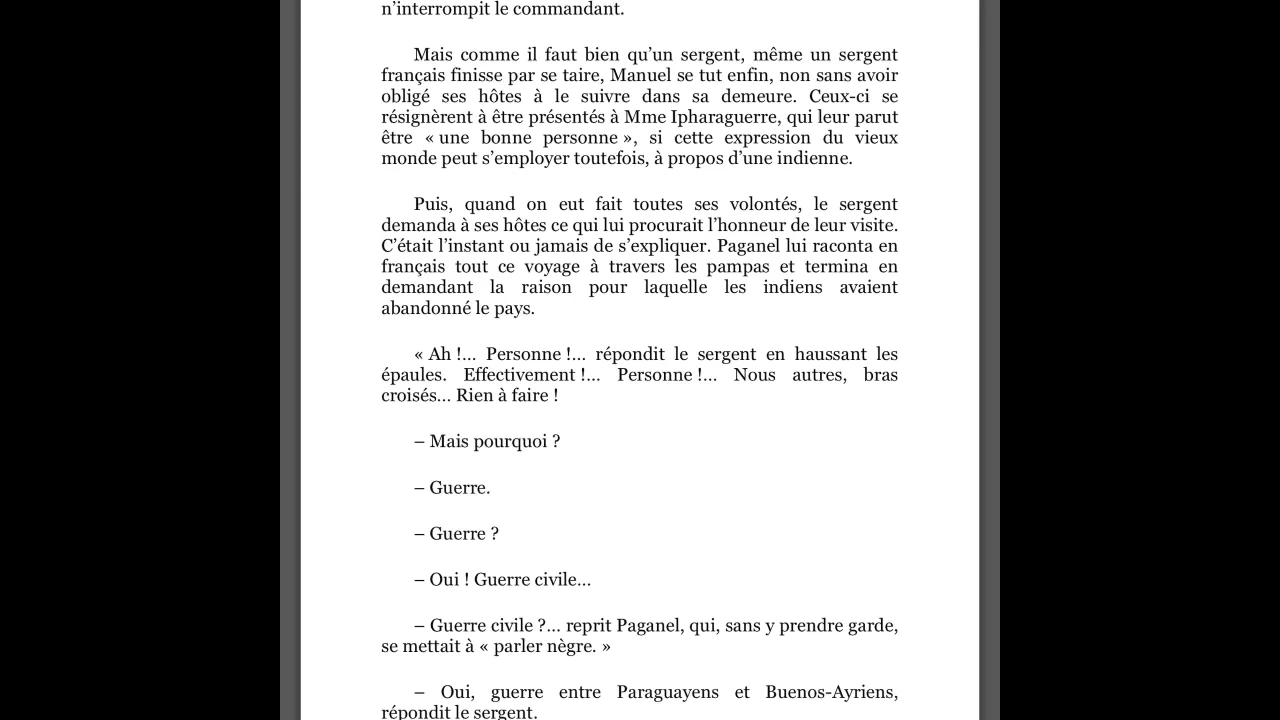 n’interrompit le commandant.
Mais comme il faut bien qu’un sergent, même un sergent
français finisse par se taire, Manuel se tut enfin, non sans avoir
obligé ses hôtes à le suivre dans sa demeure. Ceux-ci se
résignèrent à être présentés à Mme Ipharaguerre, qui leur parut
être « une bonne personne », si cette expression du vieux
monde peut s’employer toutefois, à propos d’une indienne.
Puis, quand on eut fait toutes ses volontés, le sergent
demanda à ses hôtes ce qui lui procurait l’honneur de leur visite.
C’était l’instant ou jamais de s’expliquer. Paganel lui raconta en
français tout ce voyage à travers les pampas et termina en
demandant la raison pour laquelle les indiens avaient
abandonné le pays.
« Ah !… Personne !… répondit le sergent en haussant les
épaules. Effectivement !… Personne !… Nous autres, bras
croisés… Rien à faire !
– Mais pourquoi ?
– Guerre.
– Guerre ?
– Oui ! Guerre civile…
– Guerre civile ?… reprit Paganel, qui, sans y prendre garde,
se mettait à « parler nègre. »
– Oui, guerre entre Paraguayens et Buenos-Ayriens,
répondit le sergent.